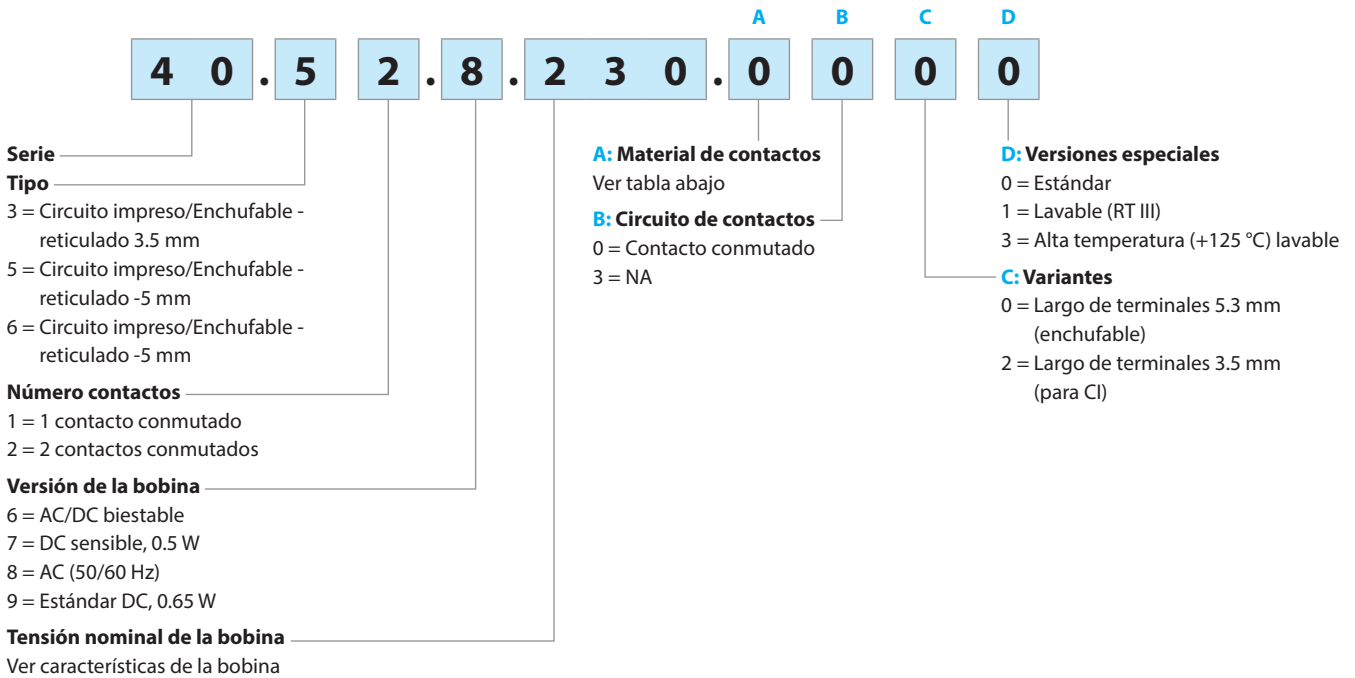 A B C D
4 0 . 5 2 . 8 . 2 3 0 . 0 0 0 0
Serie
Tipo
3 = Circuito impreso/Enchufable -
reticulado 3.5 mm
5 = Circuito impreso/Enchufable -
reticulado -5 mm
6 = Circuito impreso/Enchufable -
reticulado -5 mm
Número contactos
1 = 1 contacto conmutado
2 = 2 contactos conmutados
Versión de la bobina
6 = AC/DC biestable
7 = DC sensible, 0.5 W
8 = AC (50/60 Hz)
9 = Estándar DC, 0.65 W
Tensión nominal de la bobina
Ver características de la bobina
A: Material de contactos
Ver tabla abajo
B: Circuito de contactos
0 = Contacto conmutado
3 = NA
D: Versiones especiales
0 = Estándar
1 = Lavable (RT III)
3 = Alta temperatura (+125 °C) lavable
C: Variantes
0 = Largo de terminales 5.3 mm
(enchufable)
2 = Largo de terminales 3.5 mm
(para CI)